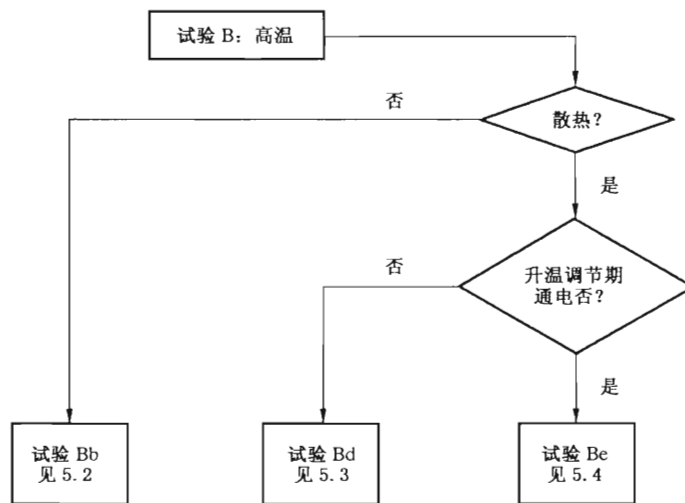 试验 B：高温
否
散热？
是
否
升温调节期
通电否？
是
试验 Bb
见 5.2
试验 Bd
见 5.3
试验 Be
见 5.4